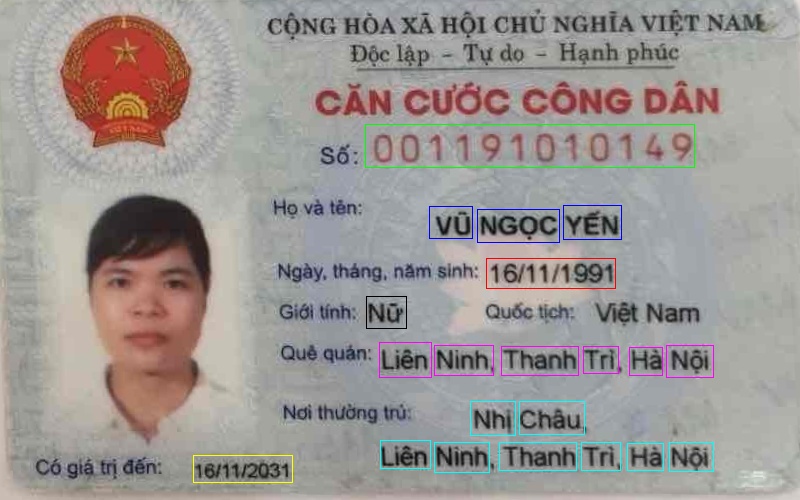 CỘNG HÒA XÃ HỘI CHỦ NGHĨA VIỆT NAM
Độc lập - Tự do - Hạnh phúc
CĂN CƯỚC CÔNG DÂN
Số: 001191010149
Họ và tên:
VŨ NGỌC YẾN
Ngày, tháng, năm sinh: 16/11/1991
Giới tính: Nữ Quốc tịch: Việt Nam
Quê quán: Liên Ninh, Thanh Trì, Hà Nội
Nơi thường trú: Nhị Châu,
Liên Ninh, Thanh Trì, Hà Nội
Có giá trị đến: 16/11/2031
VIỆT NAM